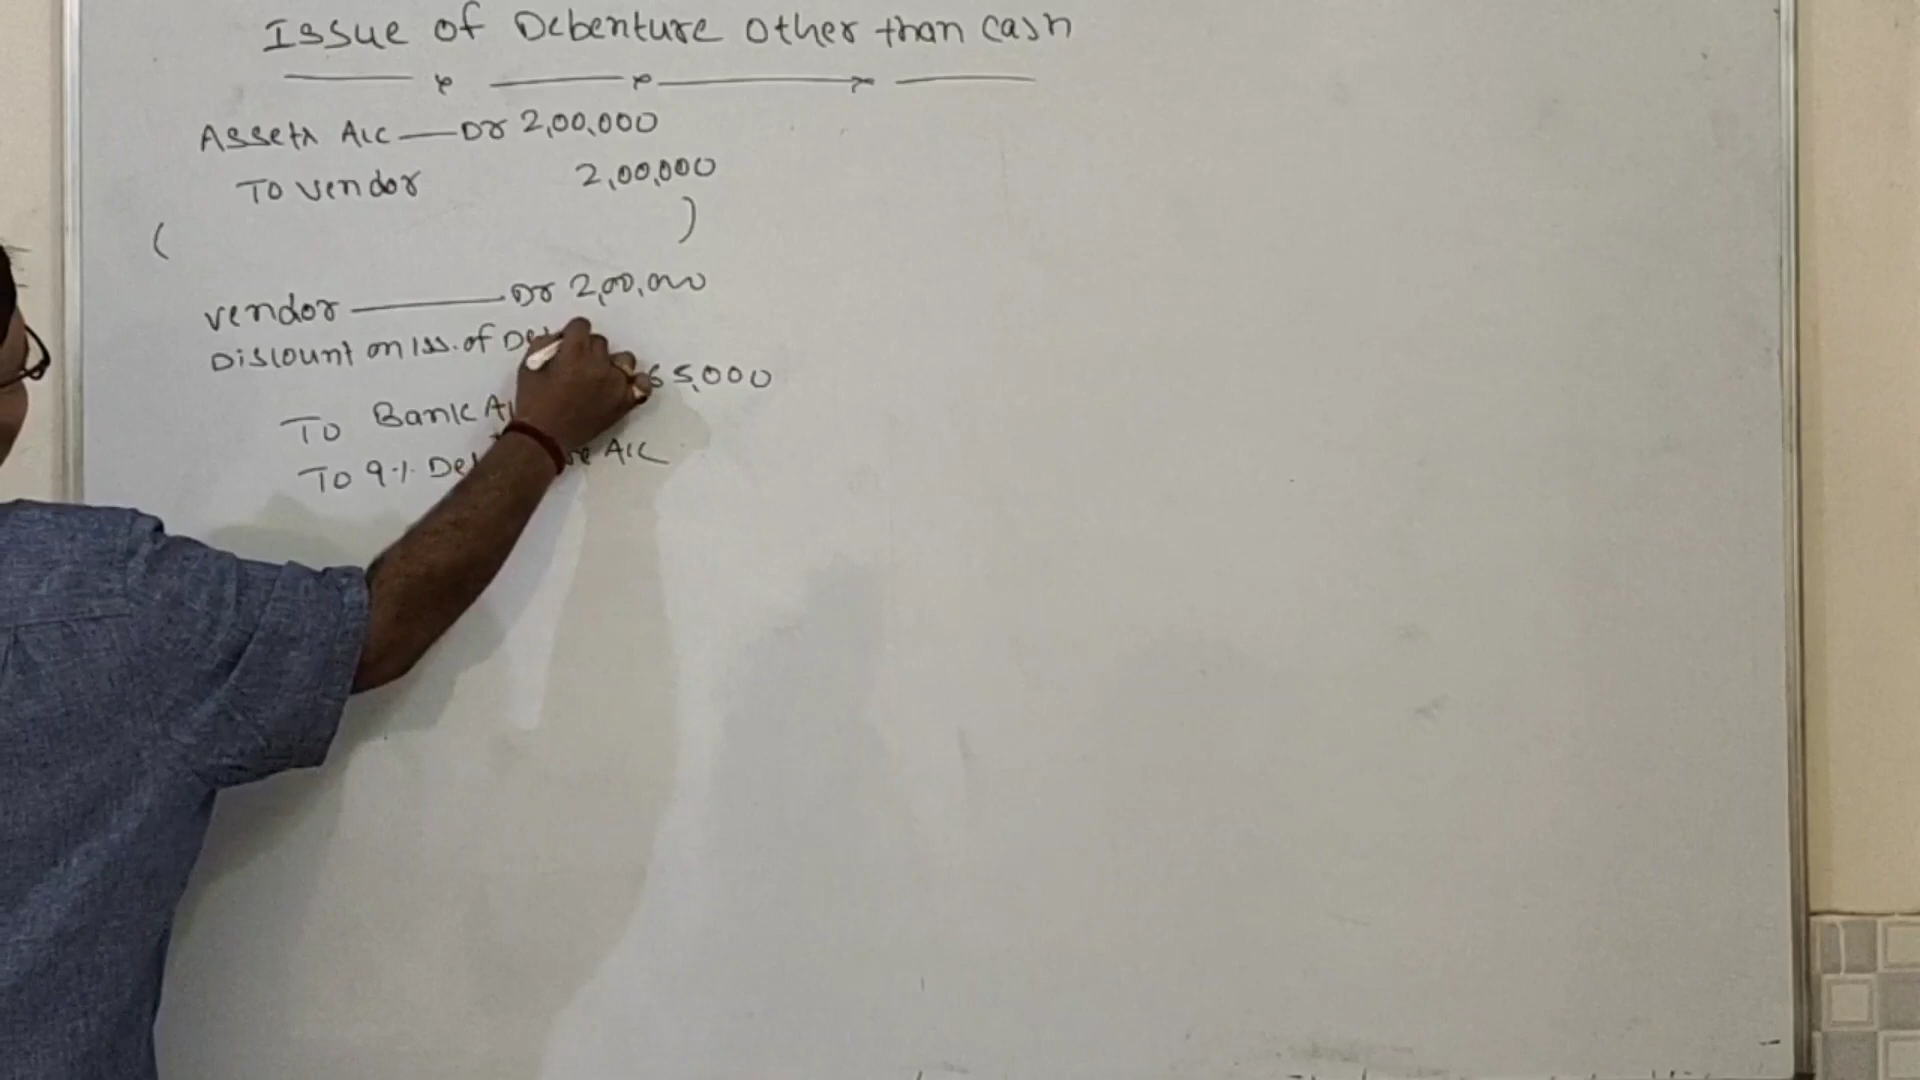 Issue of Debenture other than cash
Assets A/c — Dr 2,00,000
To vendor 2,00,000
( )
vendor — Dr 2,00,000
Discount on iss. of
65,000
To Bank
To 9%. A/c